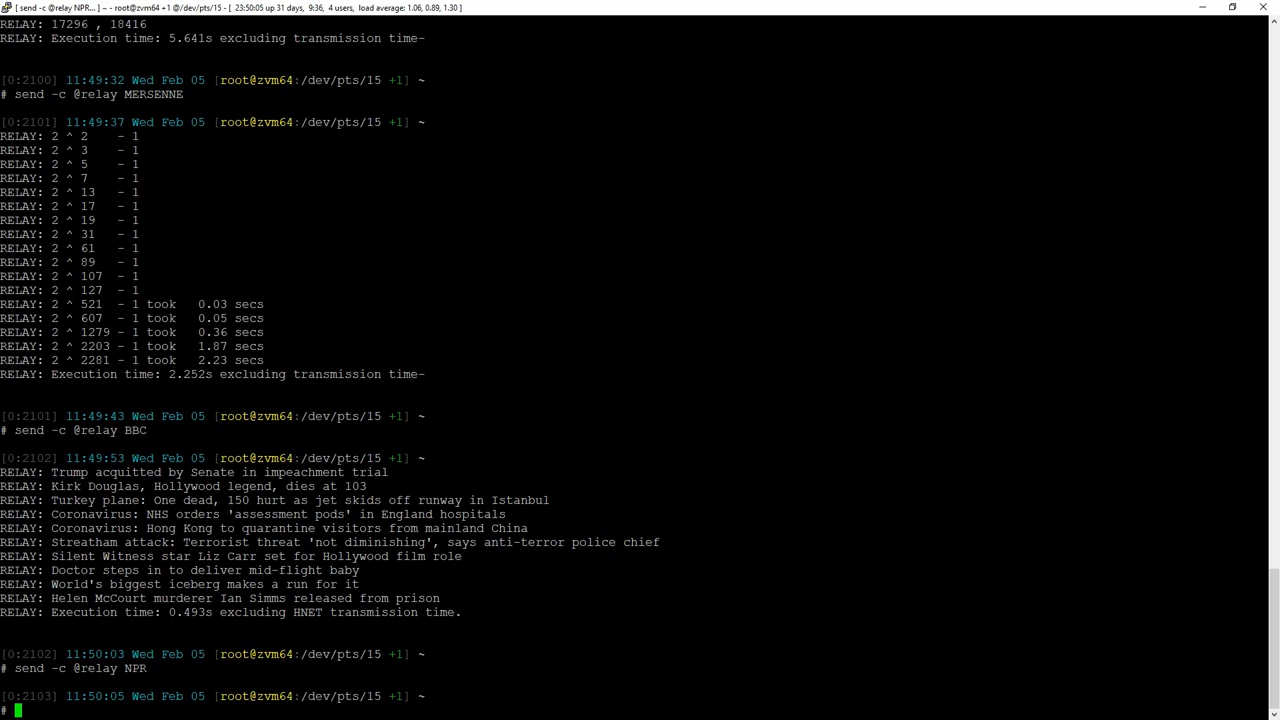 [ send -c @relay NPR... ] ~ - root@zvm64 +1 @/dev/pts/15 - [ 23:50:05 up 31 days, 9:36, 4 users, load average: 1.06, 0.89, 1.30 ]
RELAY: 17296 , 18416
RELAY: Execution time: 5.641s excluding transmission time-
[0:2100] 11:49:32 Wed Feb 05 [root@zvm64:/dev/pts/15 +1] ~
# send -c @relay MERSENNE
[0:2101] 11:49:37 Wed Feb 05 [root@zvm64:/dev/pts/15 +1] ~
RELAY: 2 ^ 2    - 1
RELAY: 2 ^ 3    - 1
RELAY: 2 ^ 5    - 1
RELAY: 2 ^ 7    - 1
RELAY: 2 ^ 13   - 1
RELAY: 2 ^ 17   - 1
RELAY: 2 ^ 19   - 1
RELAY: 2 ^ 31   - 1
RELAY: 2 ^ 61   - 1
RELAY: 2 ^ 89   - 1
RELAY: 2 ^ 107  - 1
RELAY: 2 ^ 127  - 1
RELAY: 2 ^ 521  - 1 took   0.03 secs
RELAY: 2 ^ 607  - 1 took   0.05 secs
RELAY: 2 ^ 1279 - 1 took   0.36 secs
RELAY: 2 ^ 2203 - 1 took   1.87 secs
RELAY: 2 ^ 2281 - 1 took   2.23 secs
RELAY: Execution time: 2.252s excluding transmission time-
[0:2101] 11:49:43 Wed Feb 05 [root@zvm64:/dev/pts/15 +1] ~
# send -c @relay BBC
[0:2102] 11:49:53 Wed Feb 05 [root@zvm64:/dev/pts/15 +1] ~
RELAY: Trump acquitted by Senate in impeachment trial
RELAY: Kirk Douglas, Hollywood legend, dies at 103
RELAY: Turkey plane: One dead, 150 hurt as jet skids off runway in Istanbul
RELAY: Coronavirus: NHS orders 'assessment pods' in England hospitals
RELAY: Coronavirus: Hong Kong to quarantine visitors from mainland China
RELAY: Streatham attack: Terrorist threat 'not diminishing', says anti-terror police chief
RELAY: Silent Witness star Liz Carr set for Hollywood film role
RELAY: Doctor steps in to deliver mid-flight baby
RELAY: World's biggest iceberg makes a run for it
RELAY: Helen McCourt murderer Ian Simms released from prison
RELAY: Execution time: 0.493s excluding HNET transmission time.
[0:2102] 11:50:03 Wed Feb 05 [root@zvm64:/dev/pts/15 +1] ~
# send -c @relay NPR
[0:2103] 11:50:05 Wed Feb 05 [root@zvm64:/dev/pts/15 +1] ~
#